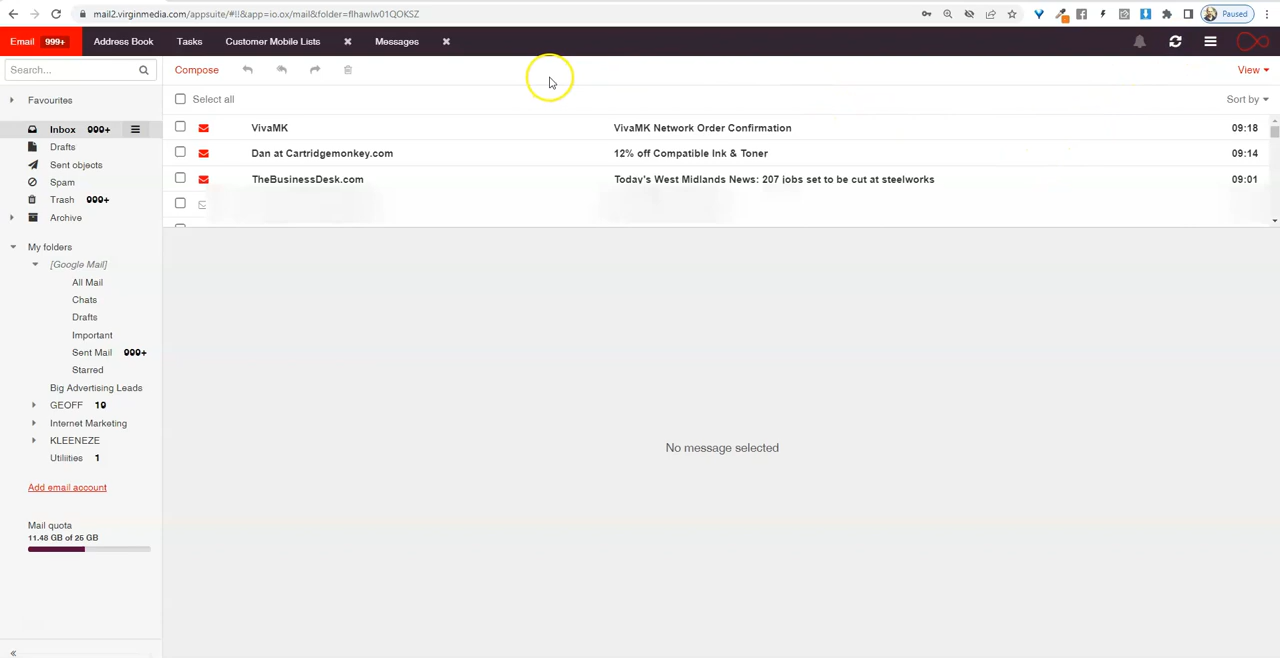 mail2.virginmedia.com/appsuite/#!!&app=io.ox/mail&folder=flhawlw01QOKSZ
Paused
Email 999+ Address Book Tasks Customer Mobile Lists Messages
Search... Compose View
Select all Sort by
Favourites
Inbox 999+
Drafts
Sent objects
Spam
Trash 999+
Archive
VivaMK VivaMK Network Order Confirmation 09:18
Dan at Cartridgemonkey.com 12% off Compatible Ink & Toner 09:14
TheBusinessDesk.com Today's West Midlands News: 207 jobs set to be cut at steelworks 09:01
My folders
[Google Mail]
All Mail
Chats
Drafts
Important
Sent Mail 999+
Starred
Big Advertising Leads
GEOFF 19
Internet Marketing
KLEENEZE
Utilities 1
No message selected
Add email account
Mail quota
11.48 GB of 25 GB